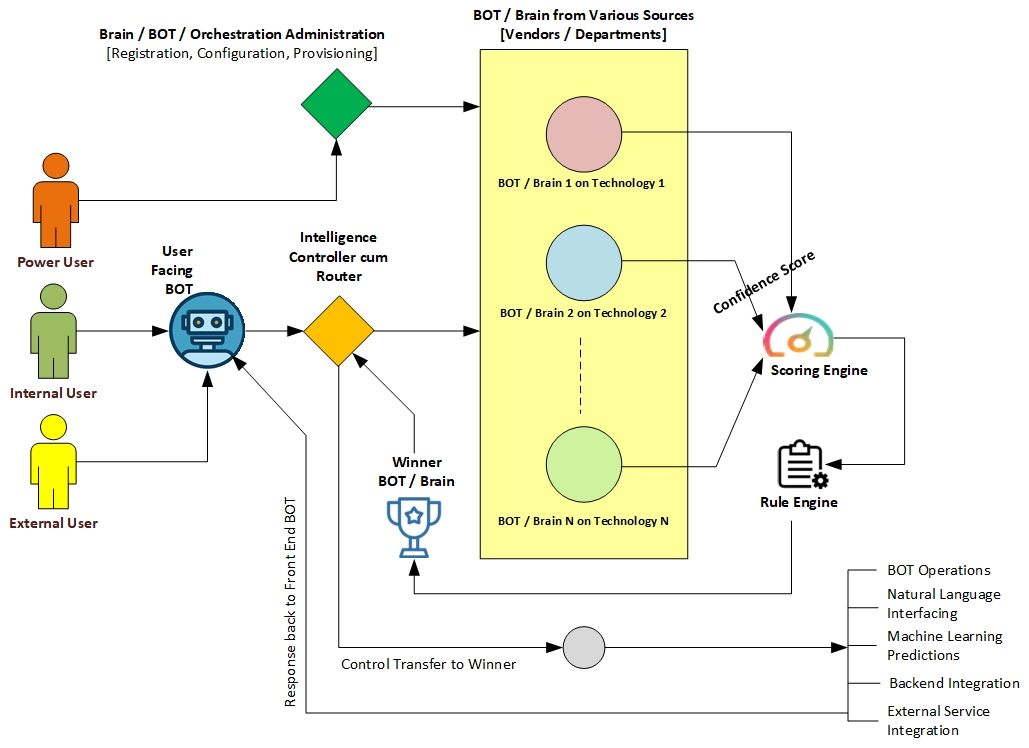 BOT / Brain from Various Sources
[Vendors / Departments]
Brain / BOT / Orchestration Administration
[Registration, Configuration, Provisioning]
BOT / Brain 1 on Technology 1
Power User
User
Facing
BOT
Intelligence
Controller cum
Router
Confidence Score
BOT / Brain 2 on Technology 2
Internal User
Scoring Engine
Winner
BOT / Brain
Rule Engine
External User
BOT / Brain N on Technology N
Response back to Front End BOT
Control Transfer to Winner
BOT Operations
Natural Language
Interfacing
Machine Learning
Predictions
Backend Integration
External Service
Integration